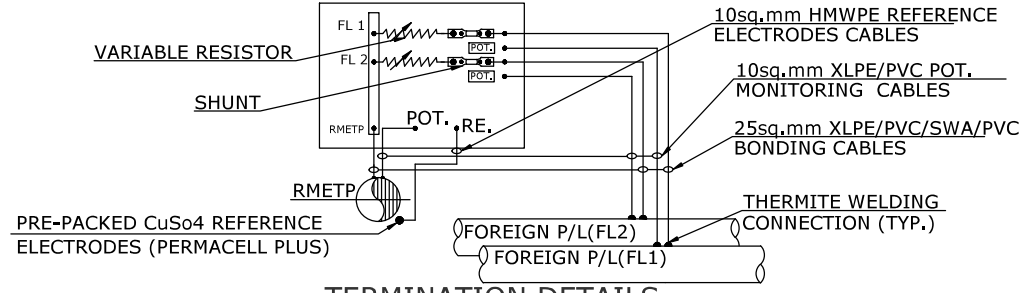 10sq.mm HMWPE REFERENCE
ELECTRODES CABLES
FL 1
VARIABLE RESISTOR
POT.
FL 2
10sq.mm XLPE/PVC POT.
MONITORING CABLES
POT.
SHUNT
POT.
RE.
RMETP
25sq.mm XLPE/PVC/SWA/PVC
BONDING CABLES
RMETP
THERMITE WELDING
CONNECTION (TYP.)
PRE-PACKED CuSo4 REFERENCE
ELECTRODES (PERMACELL PLUS)
FOREIGN P/L(FL2)
FOREIGN P/L(FL1)
TERMINATION DETAILS